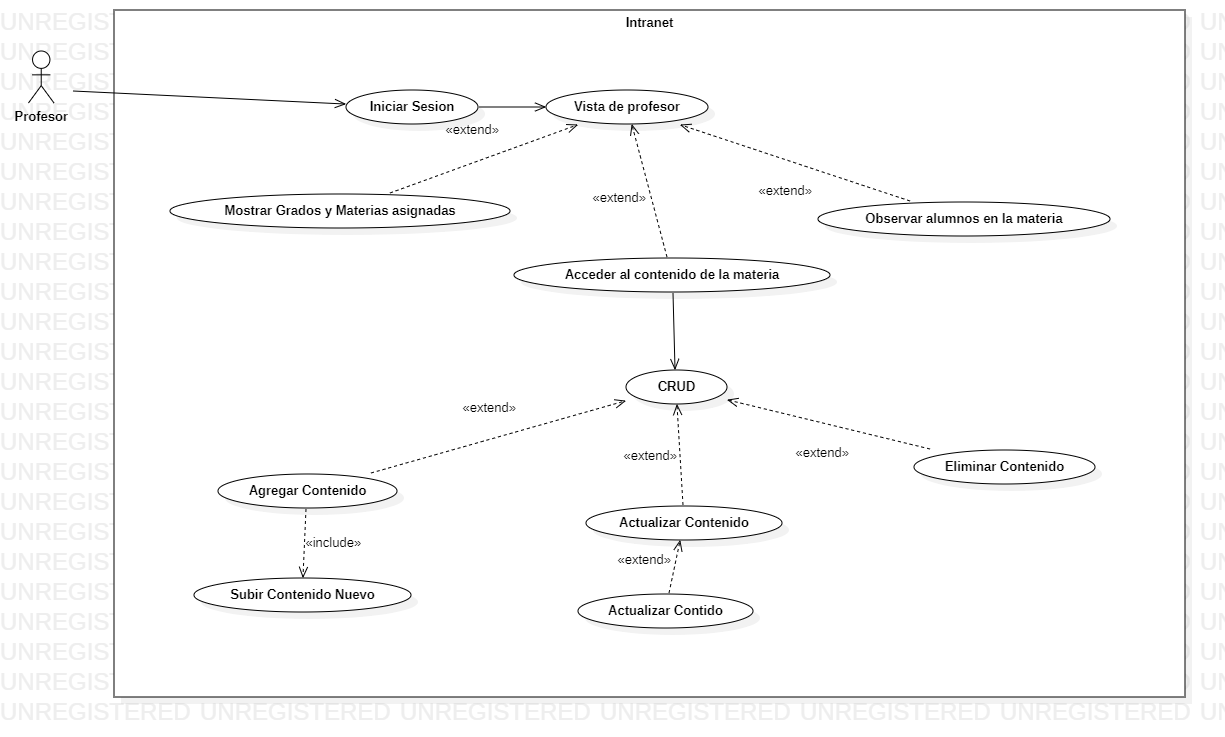 Intranet
Profesor
Iniciar Sesion
Vista de profesor
«extend»
Mostrar Grados y Materias asignadas
«extend»
«extend»
Observar alumnos en la materia
Acceder al contenido de la materia
CRUD
«extend»
«extend»
«extend»
Eliminar Contenido
Agregar Contenido
Actualizar Contenido
«include»
«extend»
Subir Contenido Nuevo
Actualizar Contido
UNREGISTERED UNREGISTERED UNREGISTERED UNREGISTERED UNREGISTERED UNREGISTERED UN